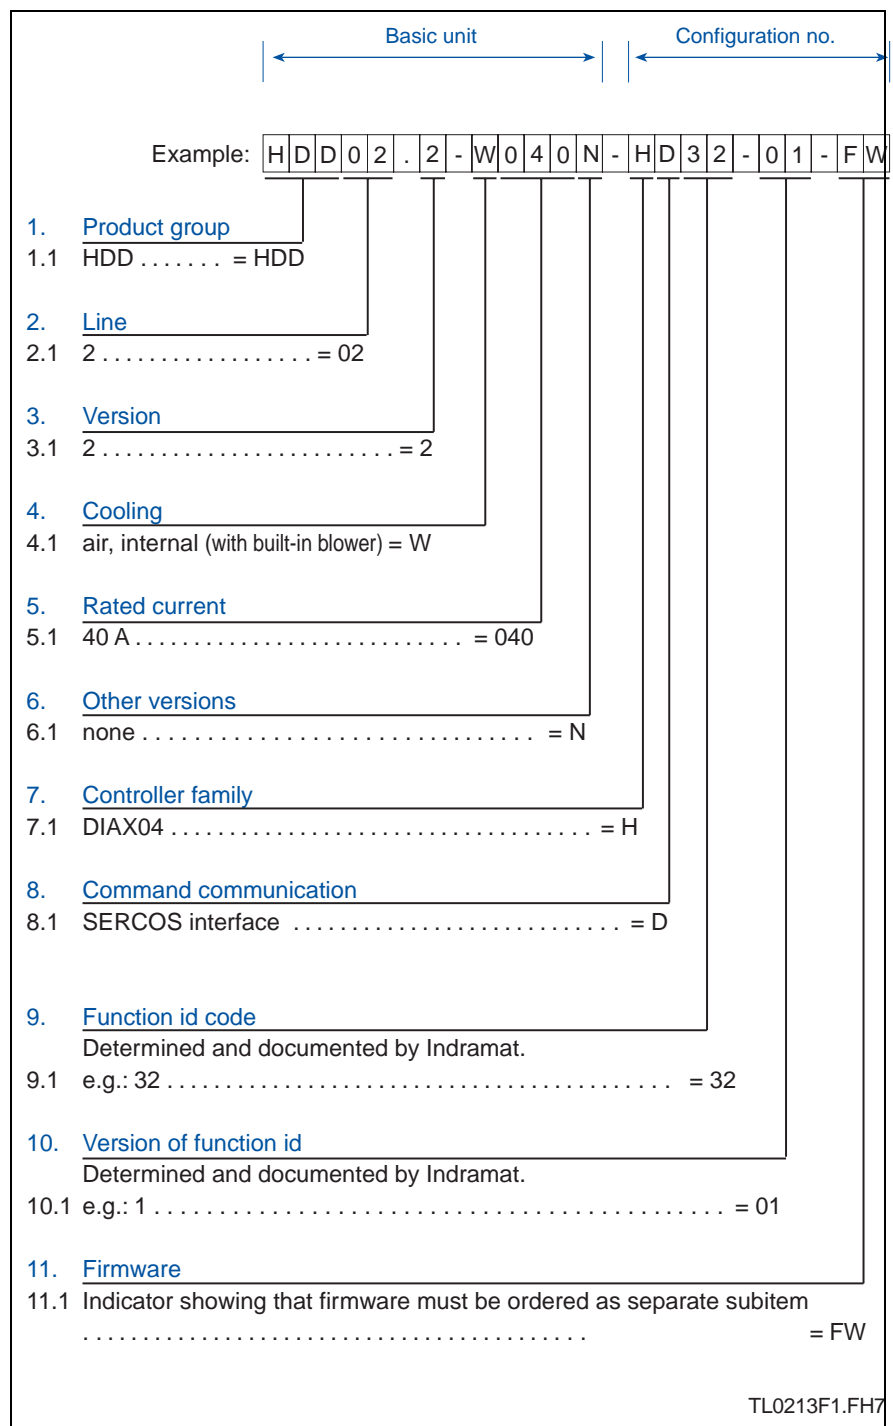 Basic unit Configuration no.
Example: HDD02.2-W040N-HD32-01-FW
1. Product group
1.1 HDD . . . . . . . = HDD
2. Line
2.1 2 . . . . . . . . . . . . . . . . . . = 02
3. Version
3.1 2 . . . . . . . . . . . . . . . . . . . . . . . . . = 2
4. Cooling
4.1 air, internal (with built-in blower) = W
5. Rated current
5.1 40 A . . . . . . . . . . . . . . . . . . . . . . . . . . . . = 040
6. Other versions
6.1 none . . . . . . . . . . . . . . . . . . . . . . . . . . . . . . . = N
7. Controller family
7.1 DIAX04 . . . . . . . . . . . . . . . . . . . . . . . . . . . . . . . . . = H
8. Command communication
8.1 SERCOS interface . . . . . . . . . . . . . . . . . . . . . . . . . . . . = D
9. Function id code
Determined and documented by Indramat.
9.1 e.g.: 32 . . . . . . . . . . . . . . . . . . . . . . . . . . . . . . . . . . . . . . . = 32
10. Version of function id
Determined and documented by Indramat.
10.1 e.g.: 1 . . . . . . . . . . . . . . . . . . . . . . . . . . . . . . . . . . . . . . . . . . . . = 01
11. Firmware
11.1 Indicator showing that firmware must be ordered as separate subitem
. . . . . . . . . . . . . . . . . . . . . . . . . . . . . . . . . . . . . . . . . . = FW
TL0213F1.FH7